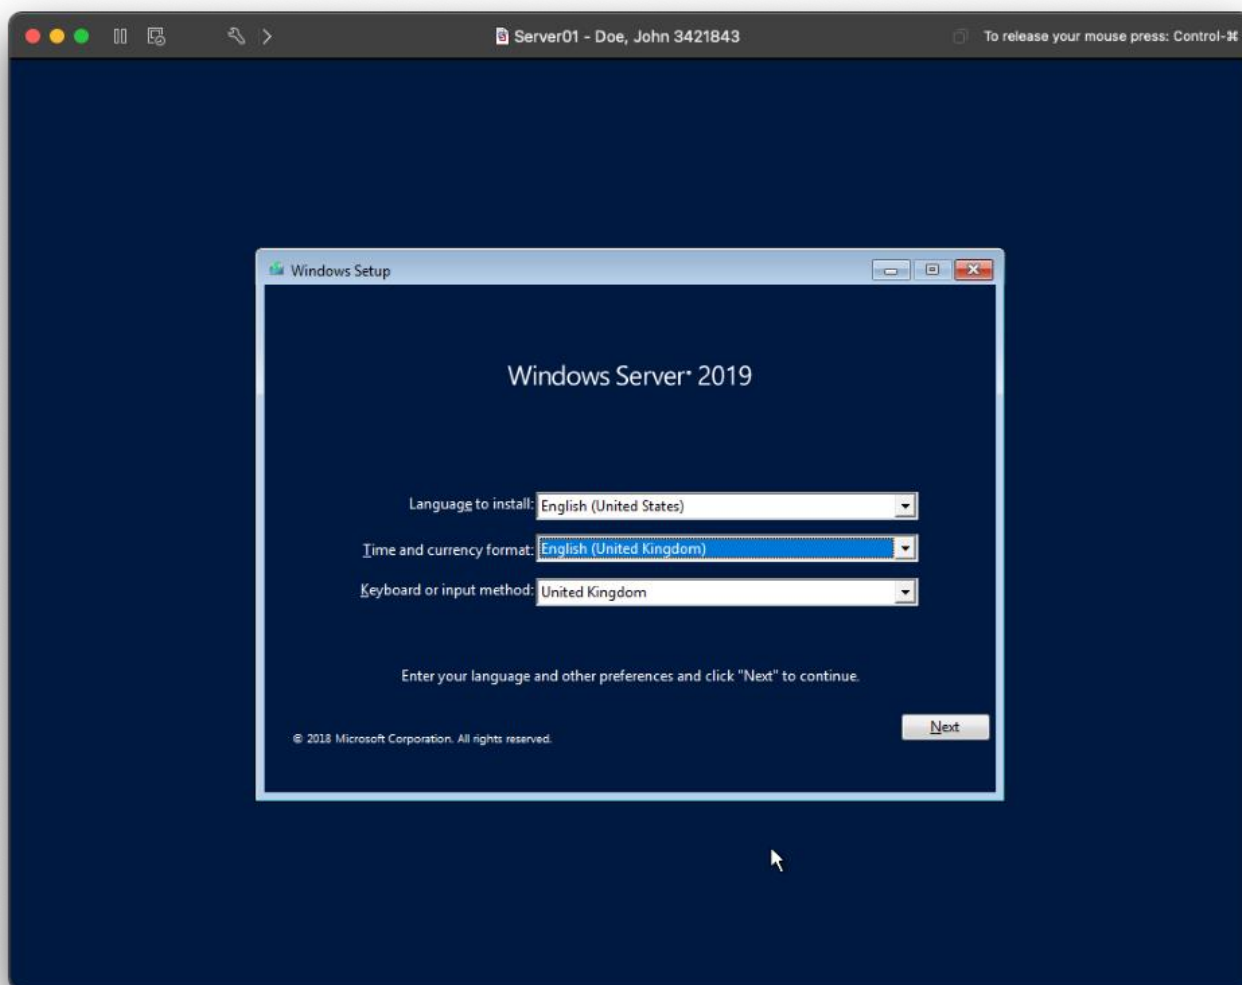 Server01 - Doe, John 3421843
To release your mouse press: Control-⌘
Windows Setup
Windows Server® 2019
Language to install: English (United States)
Time and currency format: English (United Kingdom)
Keyboard or input method: United Kingdom
Enter your language and other preferences and click "Next" to continue.
Next
© 2018 Microsoft Corporation. All rights reserved.